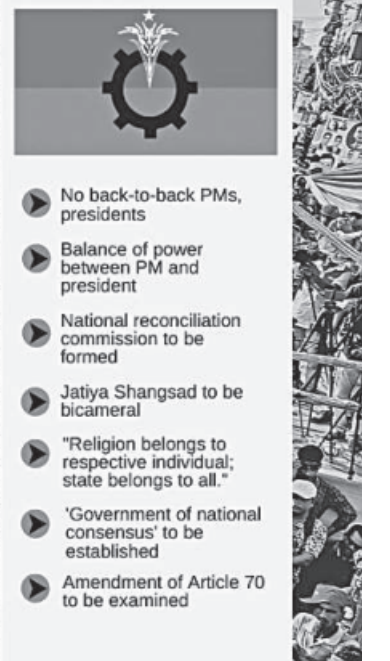 No back-to-back PMs,
presidents
Balance of power
between PM and
president
National reconciliation
commission to be
formed
Jatiya Shangsad to be
bicameral
"Religion belongs to
respective individual;
state belongs to all."
'Government of national
consensus' to be
established
Amendment of Article 70
to be examined